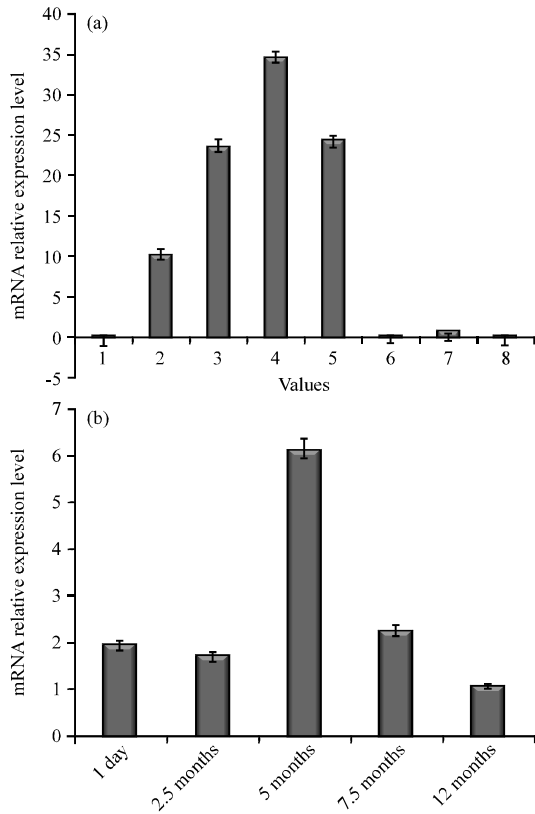 (a)
mRNA relative expression level
40
35
30
25
20
15
10
5
0
-5
1 2 3 4 5 6 7 8
Values
(b)
mRNA relative expression level
7
6
5
4
3
2
1
0
1 day
2.5 months
5 months
7.5 months
12 months